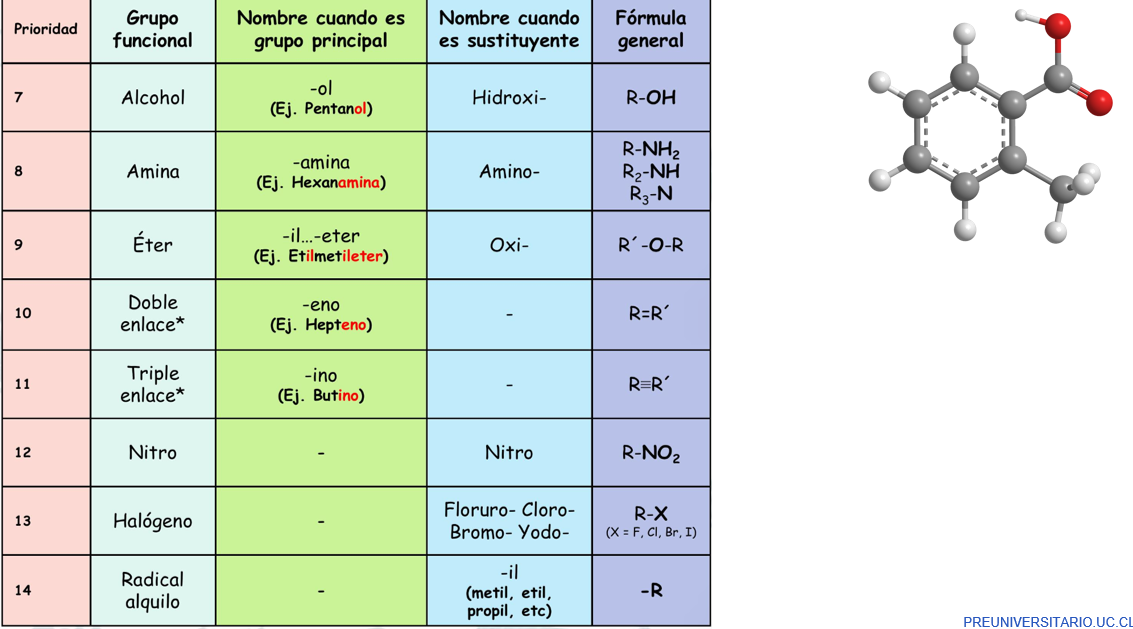 Prioridad
Grupo
funcional
Nombre cuando es
grupo principal
Nombre cuando
es sustituyente
Fórmula
general
7
Alcohol
-ol
(Ej. Pentanol)
Hidroxi-
R-OH
8
Amina
-amina
(Ej. Hexanamina)
Amino-
R-NH₂
R₂-NH
R₃-N
9
Éter
-il...-eter
(Ej. Etilmetileter)
Oxi-
R´-O-R
10
Doble
enlace*
-eno
(Ej. Hepteno)
-
R=R´
11
Triple
enlace*
-ino
(Ej. Butino)
-
R≡R´
12
Nitro
-
Nitro
R-NO₂
13
Halógeno
-
Floruro- Cloro-
Bromo- Yodo-
R-X
(X = F, Cl, Br, I)
14
Radical
alquilo
-
-il
(metil, etil,
propil, etc)
-R
PREUNIVERSITARIO.UC.CL